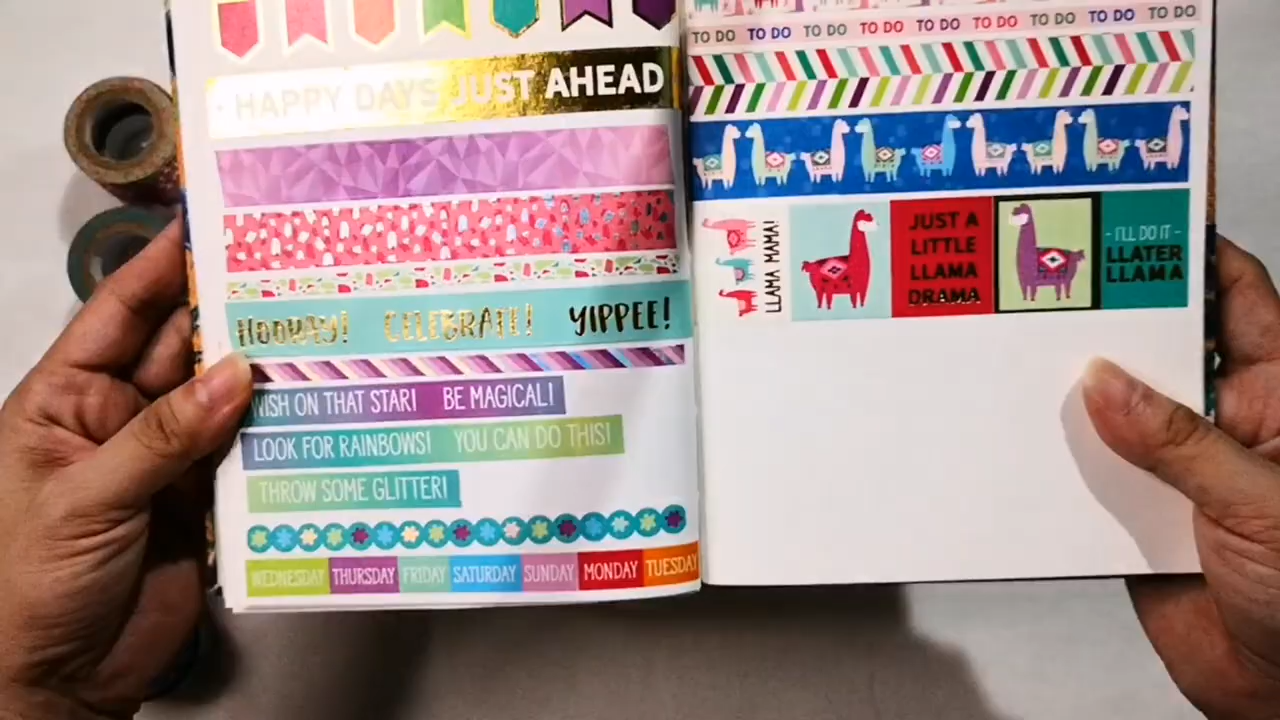 HAPPY DAYS JUST AHEAD
HOORAY! CELEBRATE! YIPPEE!
WISH ON THAT STAR! BE MAGICAL!
LOOK FOR RAINBOWS! YOU CAN DO THIS!
THROW SOME GLITTER!
WEDNESDAY THURSDAY FRIDAY SATURDAY SUNDAY MONDAY TUESDAY
TO DO TO DO TO DO TO DO TO DO TO DO TO DO TO DO TO DO
LLAMA MAMA!
JUST A
LITTLE
LLAMA
DRAMA
- I'LL DO IT -
LLATER
LLAMA